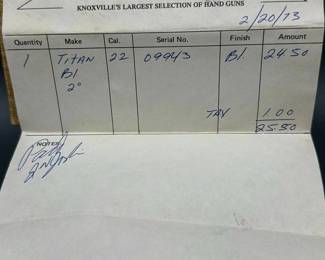 KNOXVILLE'S LARGEST SELECTION OF HAND GUNS
2/20/73
Quantity Make Cal. Serial No. Finish Amount
1 TITAN 22 09943 Bl. 24 50
Bl.
2"
TAX 1 00
25.50
NOTES